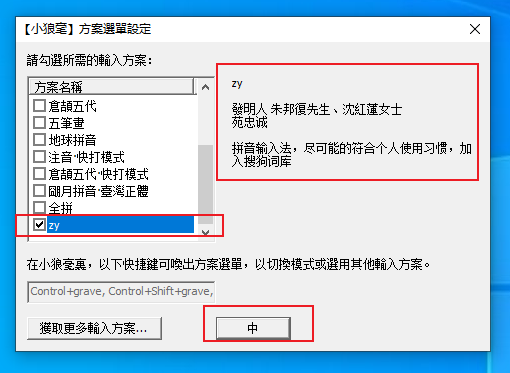 【小狼毫】方案選單設定
請勾選所需的輸入方案:
方案名稱
倉頡五代
五筆畫
地球拼音
注音·快打模式
倉頡五代·快打模式
朙月拼音·臺灣正體
全拼
zy
zy
發明人 朱邦復先生、沈紅蓮女士
苑忠诚
拼音输入法，尽可能的符合个人使用习惯，加
入搜狗词库
在小狼毫裏，以下快捷鍵可喚出方案選單，以切換模式或選用其他輸入方案。
Control+grave, Control+Shift+grave,
獲取更多輸入方案...
中